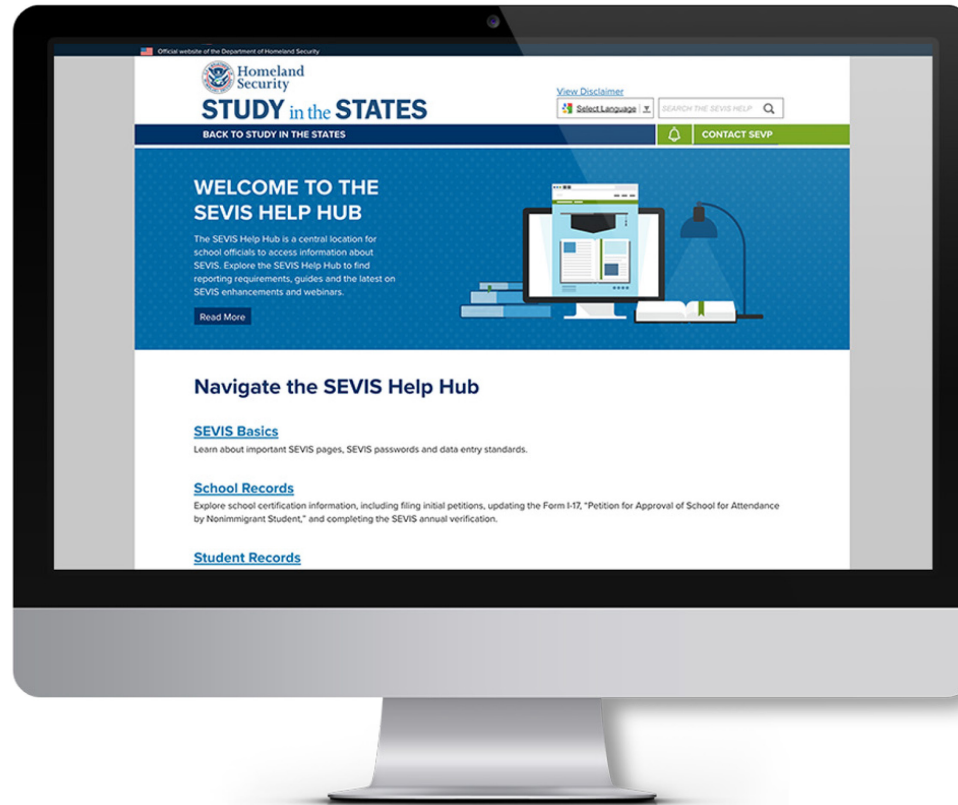 Official website of the Department of Homeland Security
Homeland
Security
STUDY in the STATES
View Disclaimer
Select Language
SEARCH THE SEVIS HELP
BACK TO STUDY IN THE STATES
CONTACT SEVP
WELCOME TO THE
SEVIS HELP HUB
The SEVIS Help Hub is a central location for
school officials to access information about
SEVIS. Explore the SEVIS Help Hub to find
reporting requirements, guides and the latest on
SEVIS enhancements and webinars.
Read More
Navigate the SEVIS Help Hub
SEVIS Basics
Learn about important SEVIS pages, SEVIS passwords and data entry standards.
School Records
Explore school certification information, including filing initial petitions, updating the Form I-17, “Petition for Approval of School for Attendance
by Nonimmigrant Student,” and completing the SEVIS annual verification.
Student Records